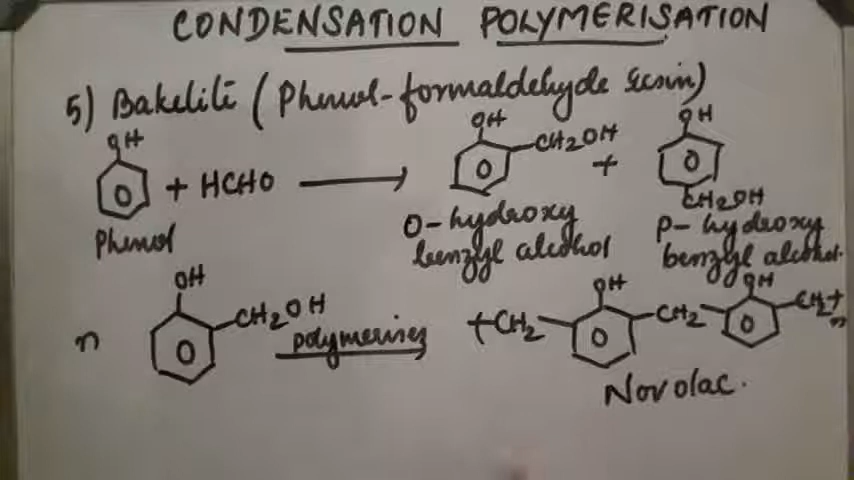 CONDENSATION POLYMERISATION
5) Bakelite (Phenol-formaldehyde resin)
OH OH CH2OH OH
+ HCHO + CH2OH
Phenol O-hydroxy benzyl alcohol P-hydroxy benzyl alcohol.
OH OH OH
n CH2OH polymerises +CH2 CH2 CH2+n
Novolac.